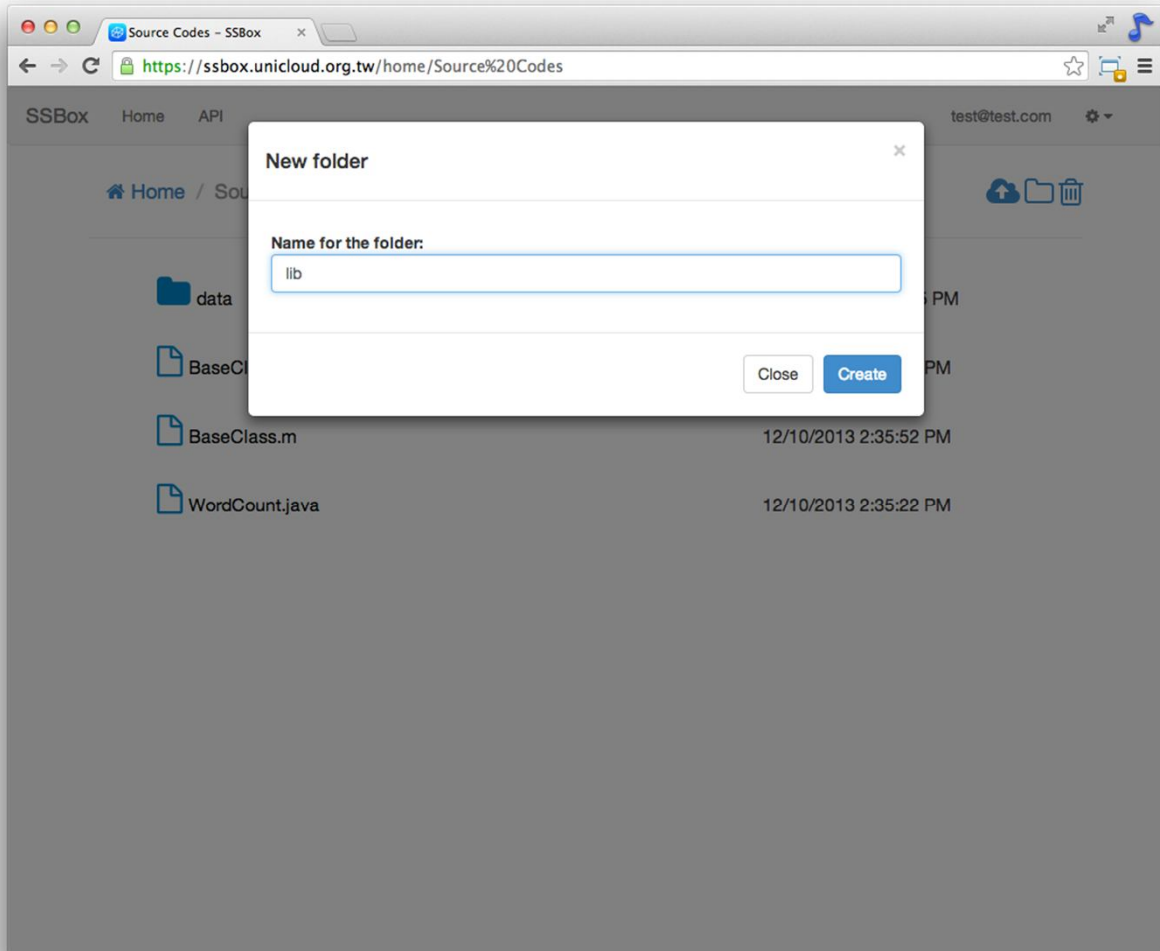 Source Codes - SSBox
https://ssbox.unicloud.org.tw/home/Source%20Codes
SSBox Home API test@test.com
New folder
Home / Sou
Name for the folder:
lib
data PM
BaseCl PM
Close Create
BaseClass.m 12/10/2013 2:35:52 PM
WordCount.java 12/10/2013 2:35:22 PM